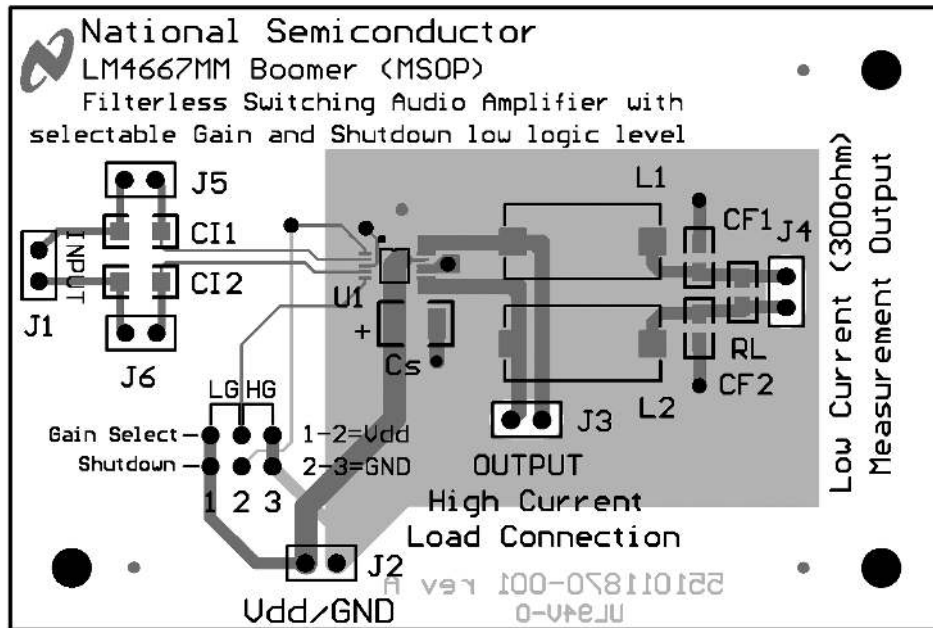 National Semiconductor
LM4667MM Boomer (MSOP)
Filterless Switching Audio Amplifier with
selectable Gain and Shutdown low logic level
J5
L1
CI1
CF1
J4
INPUT
CI2
U1
J1
+
Cs
RL
J6
CF2
L2
LG HG
J3
Gain Select
1-2=Vdd
Shutdown
2-3=GND
OUTPUT
1 2 3
High Current
Load Connection
J2
Vdd/GND
551011870-001 rev A
UL94V-0
Low Current (300ohm)
Measurement Output